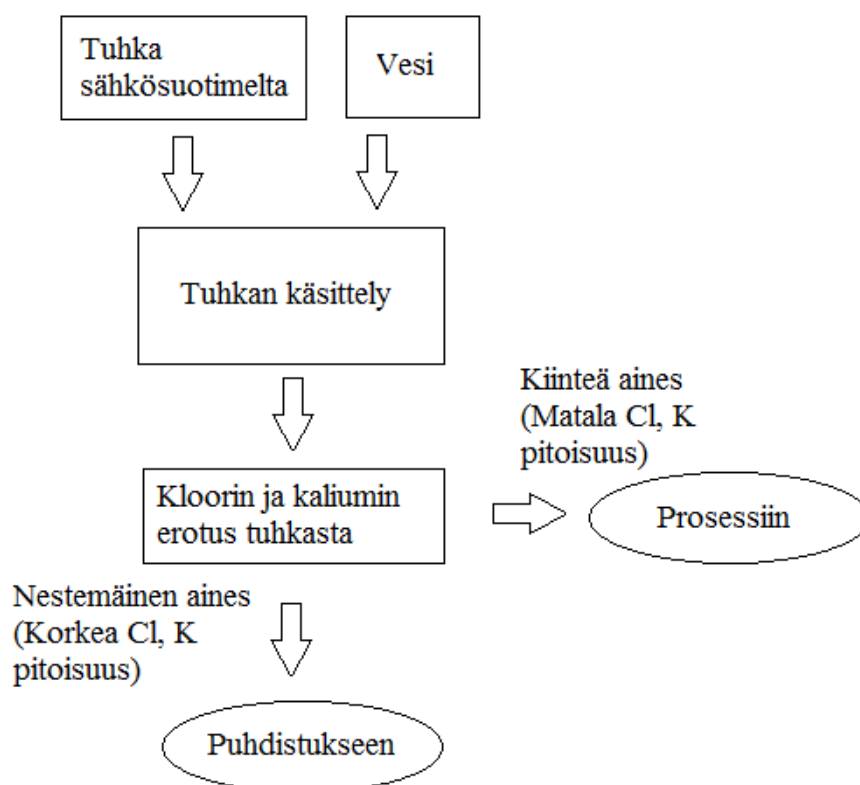 Tuhka
sähkösuotimelta
Vesi
Tuhkan käsittely
Kiinteä aines
(Matala Cl, K
pitoisuus)
Kloorin ja kaliumin
erotus tuhkasta
Prosessiin
Nestemäinen aines
(Korkea Cl, K
pitoisuus)
Puhdistukseen